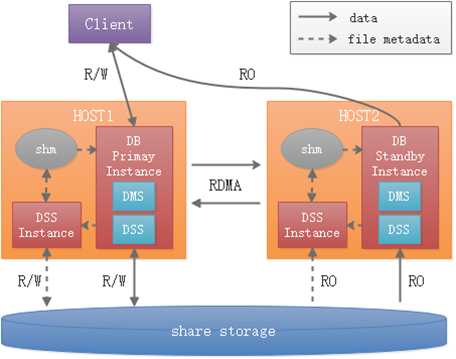 Client
data
file metadata
R/W
RO
HOST1
shm
DB
Primay
Instance
DMS
DSS
DSS
Instance
RDMA
HOST2
shm
DB
Standby
Instance
DMS
DSS
DSS
Instance
R/W
R/W
RO
RO
share storage